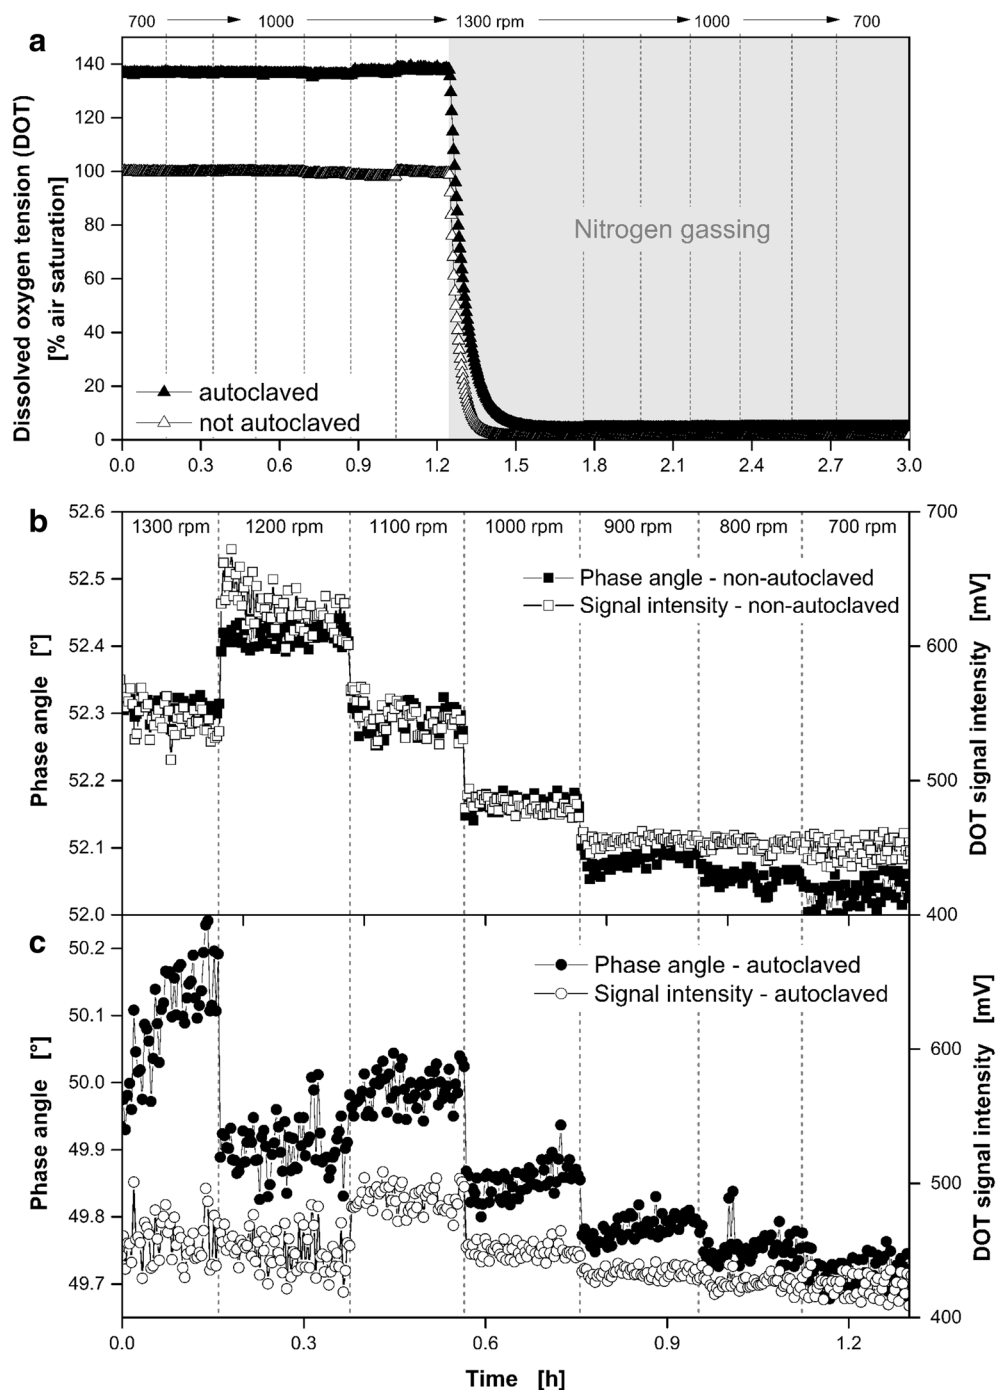 700 1000 1300 rpm 1000 700
a
Dissolved oxygen tension (DOT)
[% air saturation]
140
120
100
80
60
40
20
0
Nitrogen gassing
autoclaved
not autoclaved
0.0 0.3 0.6 0.9 1.2 1.5 1.8 2.1 2.4 2.7 3.0
b
1300 rpm 1200 rpm 1100 rpm 1000 rpm 900 rpm 800 rpm 700 rpm
Phase angle [°]
52.6
52.5
52.4
52.3
52.2
52.1
52.0
Phase angle - non-autoclaved
Signal intensity - non-autoclaved
700
600
500
400
DOT signal intensity [mV]
c
Phase angle [°]
50.2
50.1
50.0
49.9
49.8
49.7
Phase angle - autoclaved
Signal intensity - autoclaved
600
500
400
DOT signal intensity [mV]
0.0 0.3 0.6 0.9 1.2
Time [h]